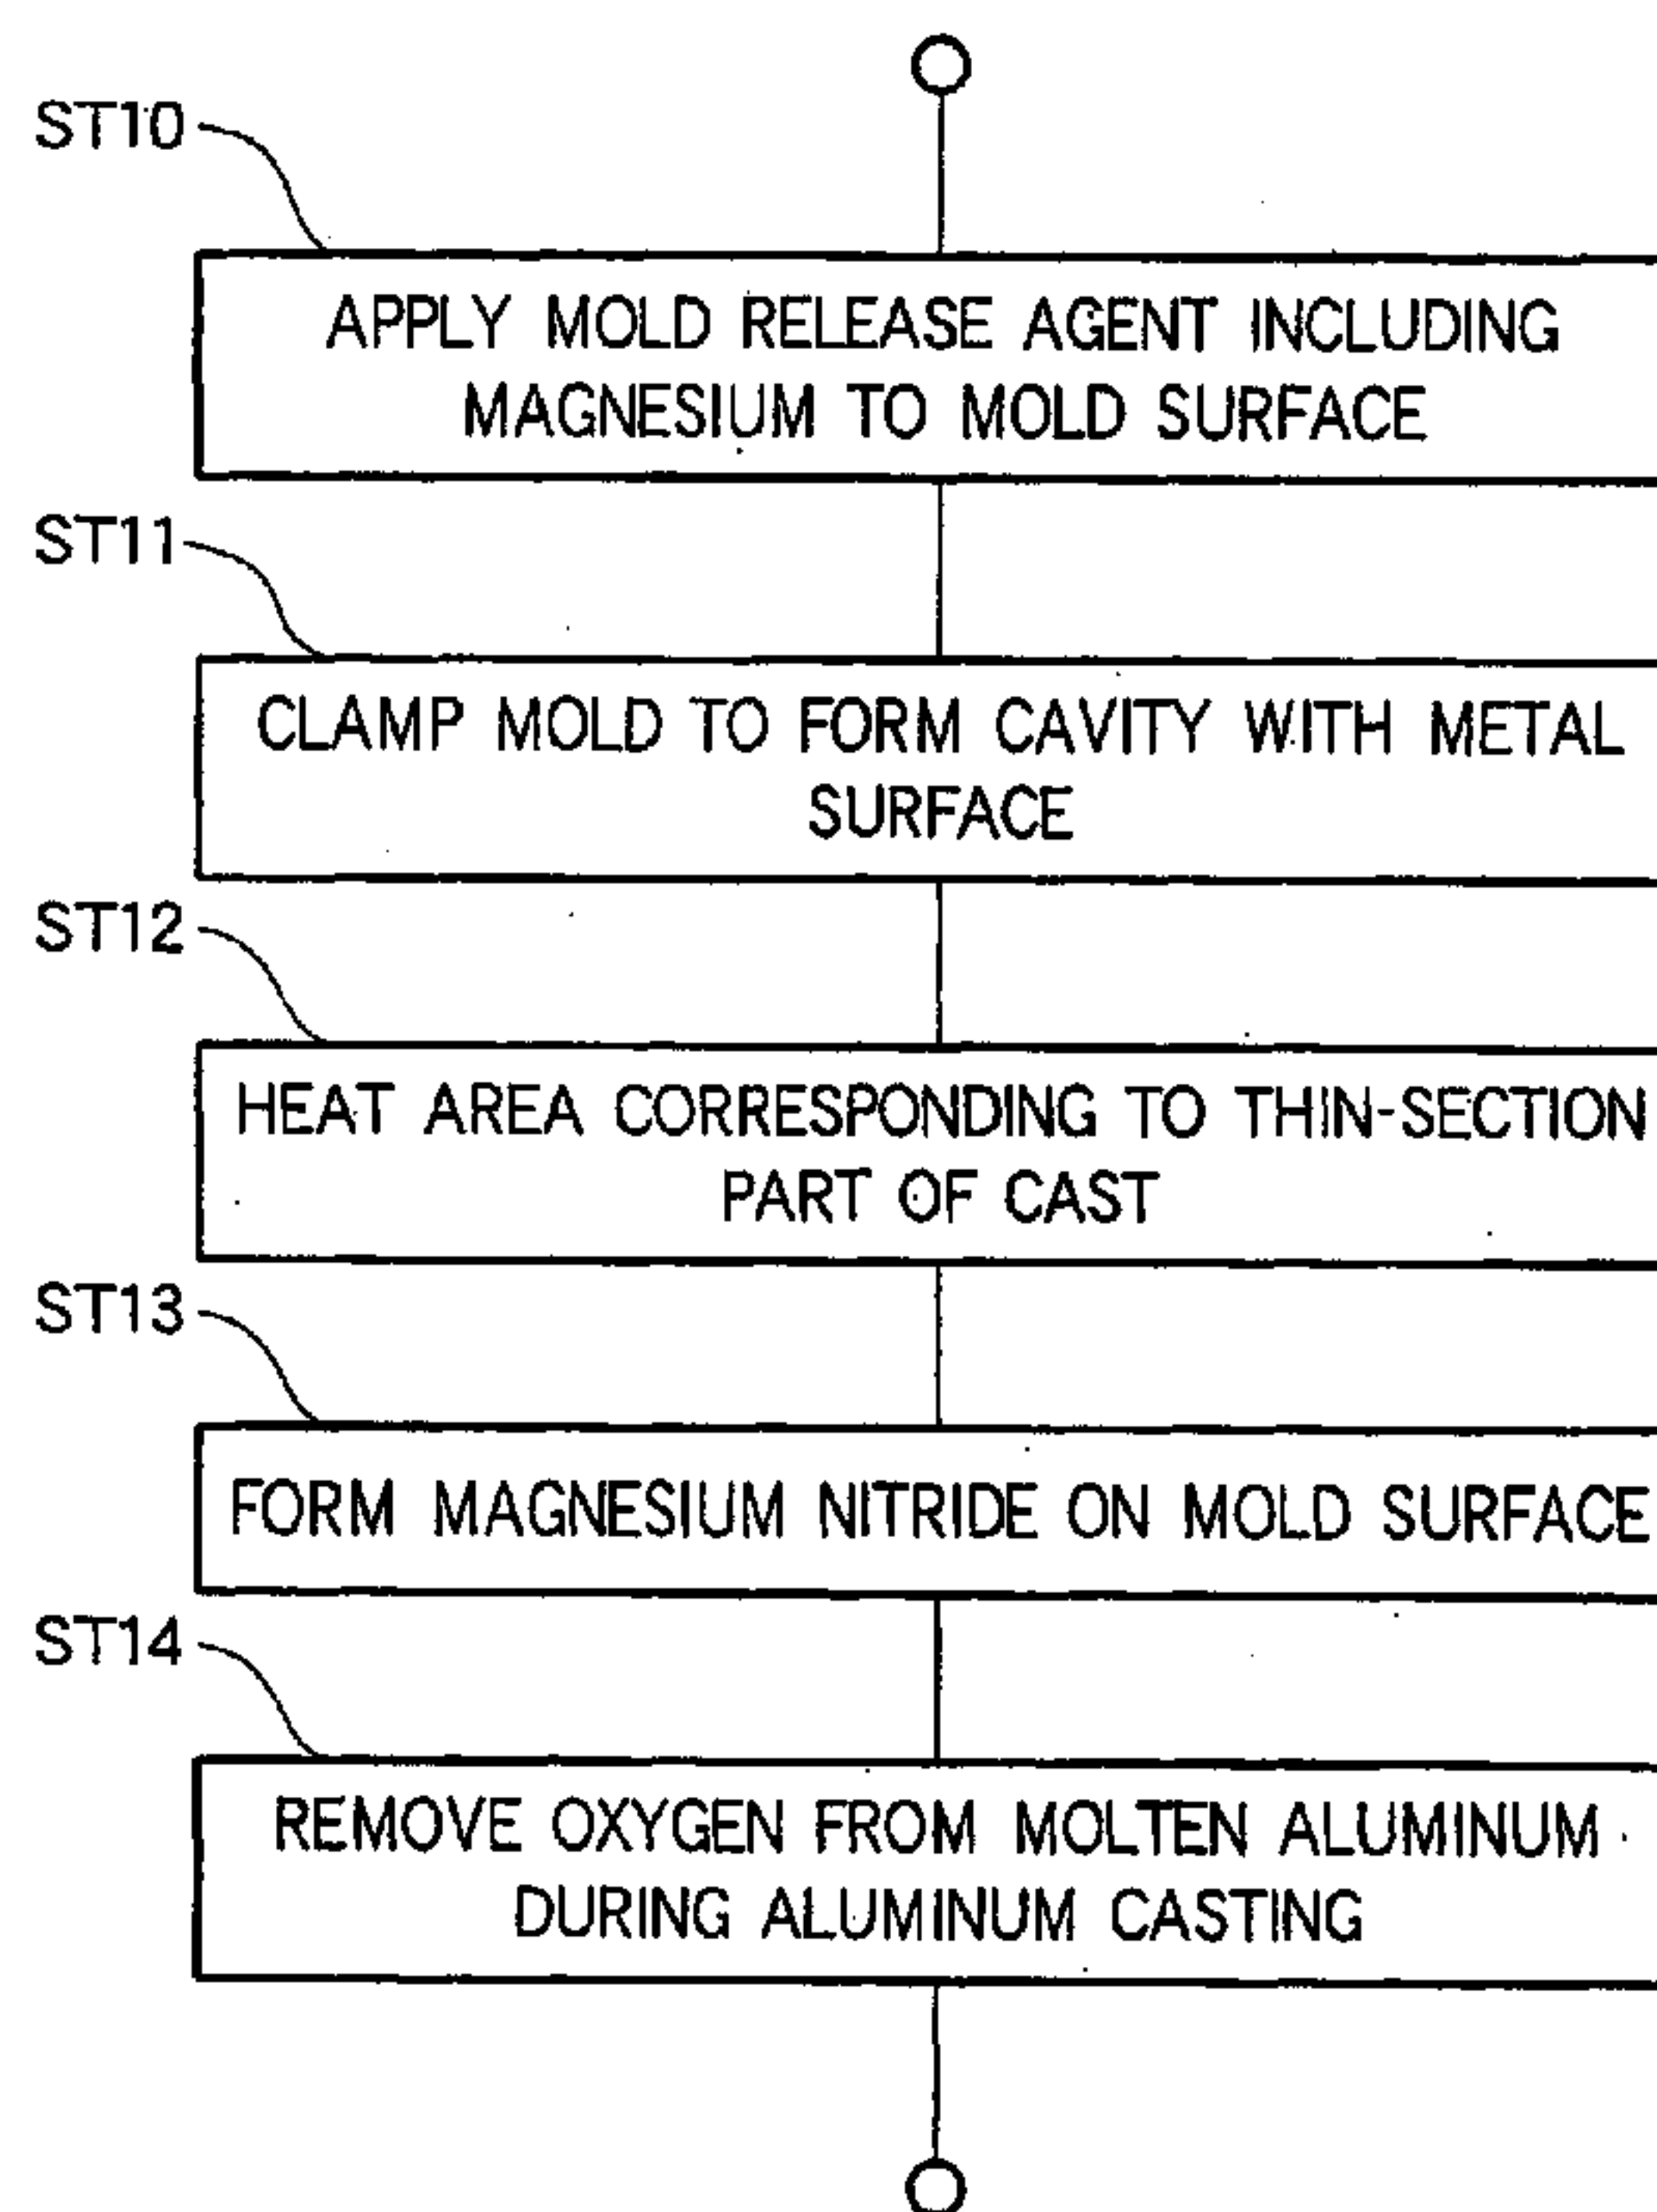 ST10
APPLY MOLD RELEASE AGENT INCLUDING
MAGNESIUM TO MOLD SURFACE
ST11
CLAMP MOLD TO FORM CAVITY WITH METAL
SURFACE
ST12
HEAT AREA CORRESPONDING TO THIN-SECTION
PART OF CAST
ST13
FORM MAGNESIUM NITRIDE ON MOLD SURFACE
ST14
REMOVE OXYGEN FROM MOLTEN ALUMINUM
DURING ALUMINUM CASTING